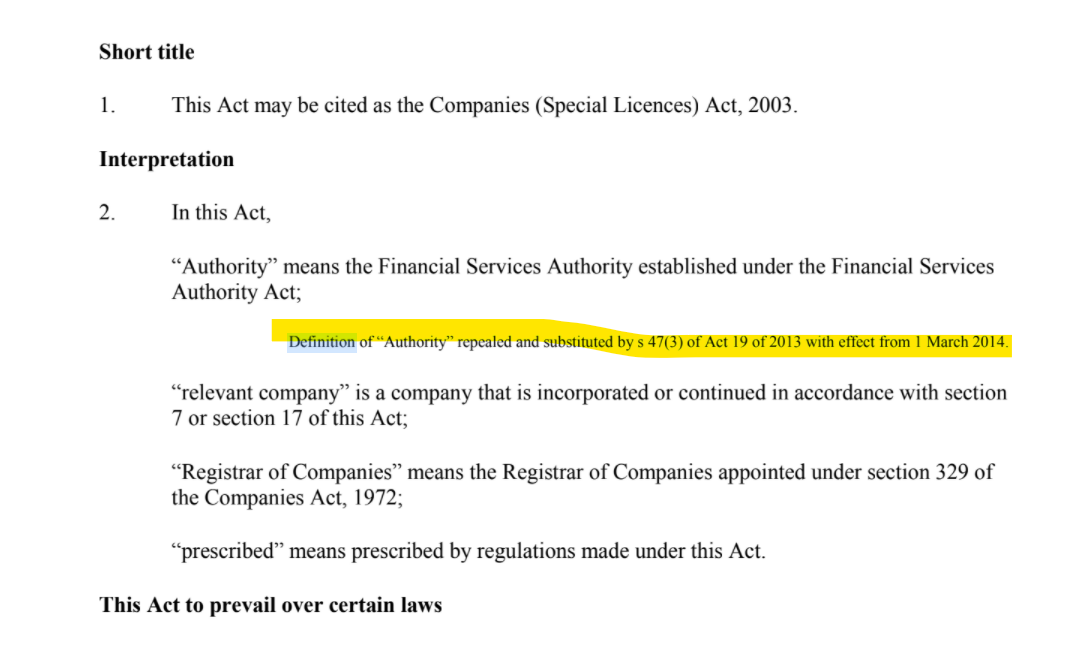 Short title
1. This Act may be cited as the Companies (Special Licences) Act, 2003.
Interpretation
2. In this Act,
“Authority” means the Financial Services Authority established under the Financial Services
Authority Act;
Definition of “Authority” repealed and substituted by s 47(3) of Act 19 of 2013 with effect from 1 March 2014.
“relevant company” is a company that is incorporated or continued in accordance with section
7 or section 17 of this Act;
“Registrar of Companies” means the Registrar of Companies appointed under section 329 of
the Companies Act, 1972;
“prescribed” means prescribed by regulations made under this Act.
This Act to prevail over certain laws